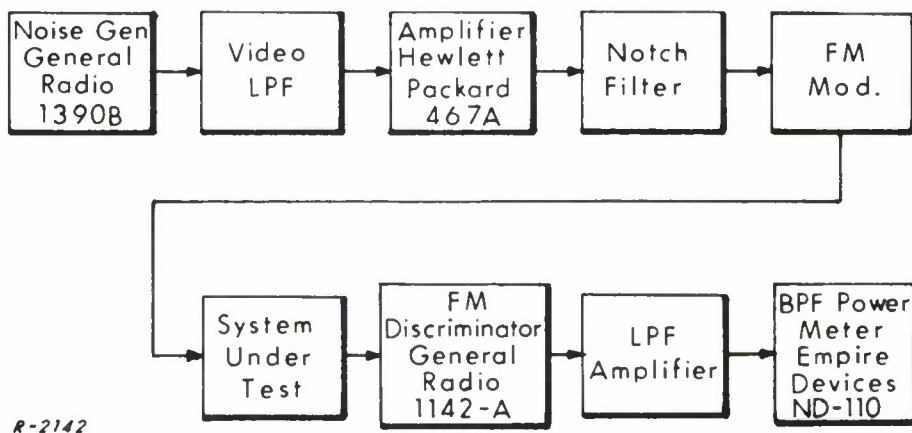 Noise Gen
General
Radio
1390B
Video
LPF
Amplifier
Hewlett
Packard
467A
Notch
Filter
FM
Mod.
System
Under
Test
FM
Discriminator
General
Radio
1142-A
LPF
Amplifier
BPF Power
Meter
Empire
Devices
ND-110
R-2142